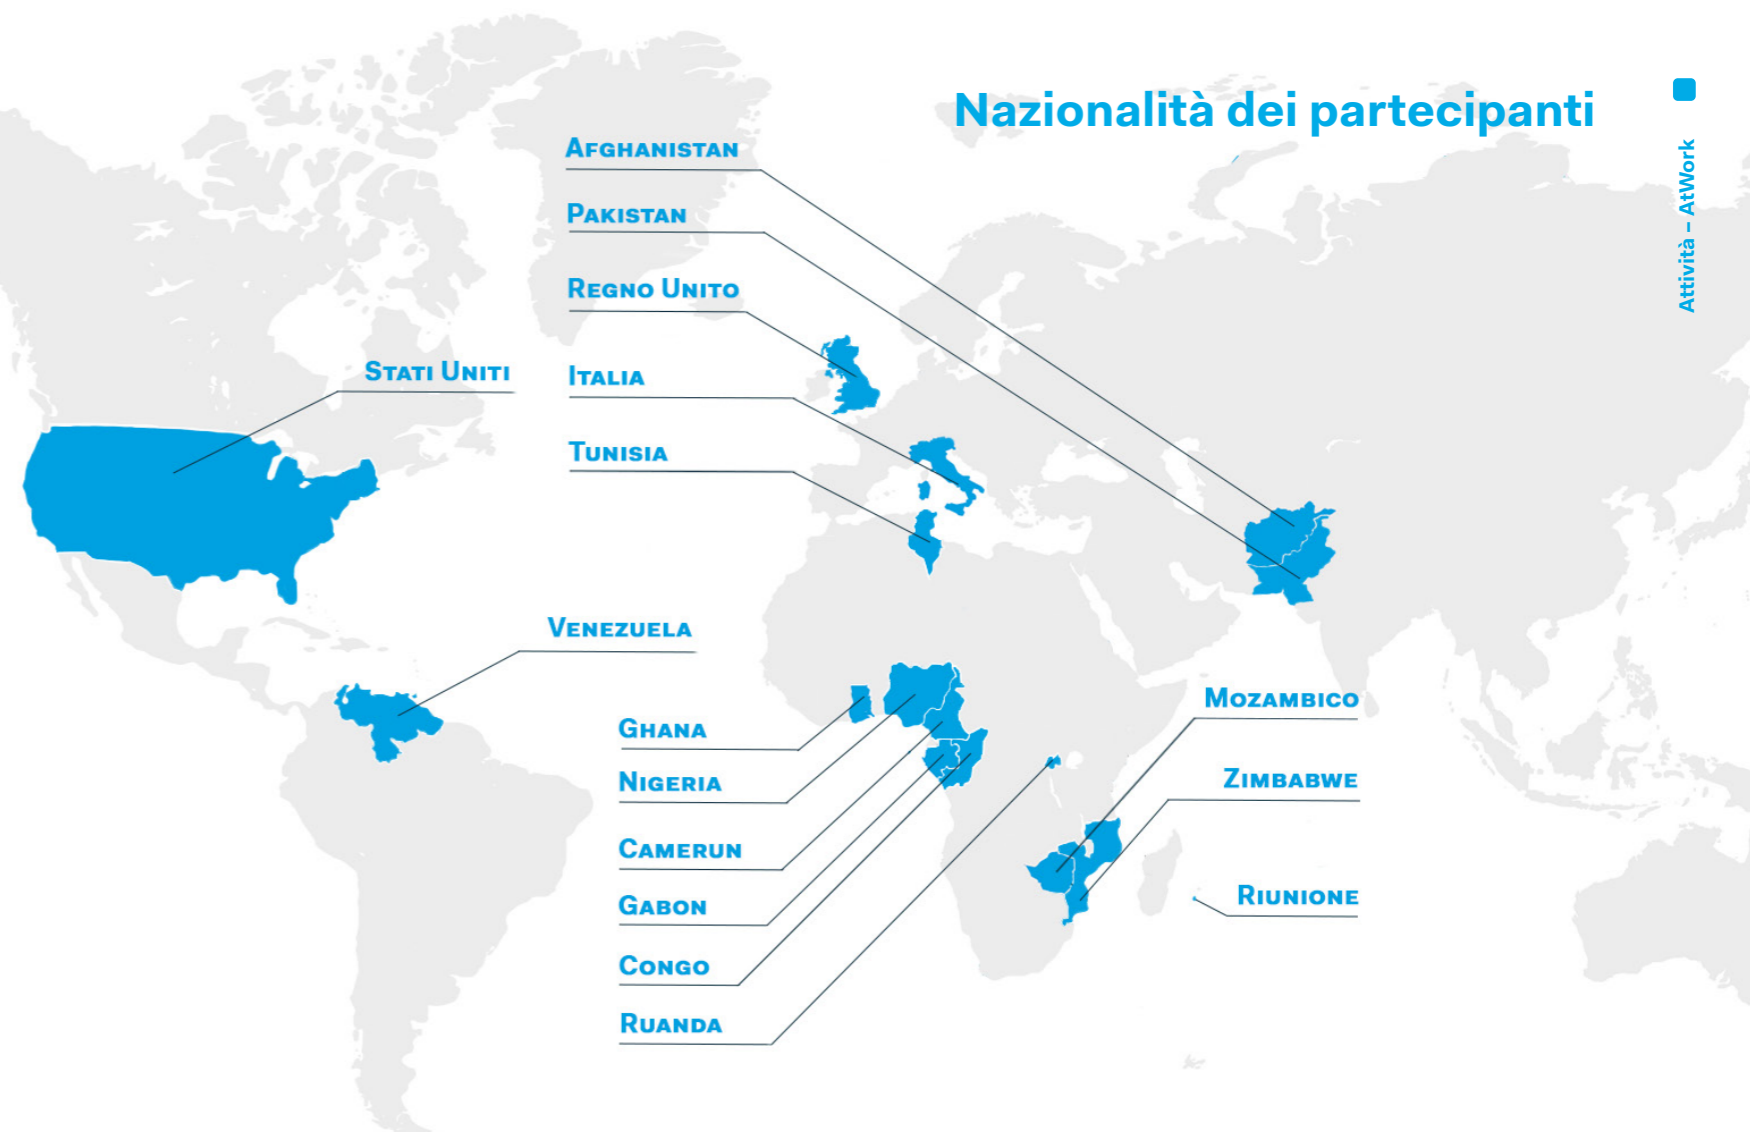 Nazionalità dei partecipanti
Attività – AtWork
AFGHANISTAN
PAKISTAN
REGNO UNITO
STATI UNITI
ITALIA
TUNISIA
VENEZUELA
GHANA
NIGERIA
CAMERUN
GABON
CONGO
RUANDA
MOZAMBICO
ZIMBABWE
RIUNIONE